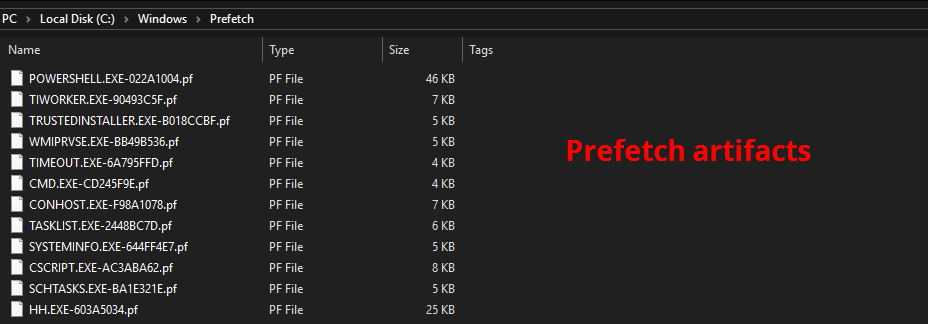 PC > Local Disk (C:) > Windows > Prefetch
Name Type Size Tags
POWERSHELL.EXE-022A1004.pf PF File 46 KB
TIWORKER.EXE-90493C5F.pf PF File 7 KB
TRUSTEDINSTALLER.EXE-B018CCBF.pf PF File 5 KB
WMIPRVSE.EXE-BB49B536.pf PF File 5 KB
Prefetch artifacts
TIMEOUT.EXE-6A795FFD.pf PF File 4 KB
CMD.EXE-CD245F9E.pf PF File 4 KB
CONHOST.EXE-F98A1078.pf PF File 7 KB
TASKLIST.EXE-2448BC7D.pf PF File 6 KB
SYSTEMINFO.EXE-644FF4E7.pf PF File 5 KB
CSCRIPT.EXE-AC3ABA62.pf PF File 8 KB
SCHTASKS.EXE-BA1E321E.pf PF File 5 KB
HH.EXE-603A5034.pf PF File 25 KB